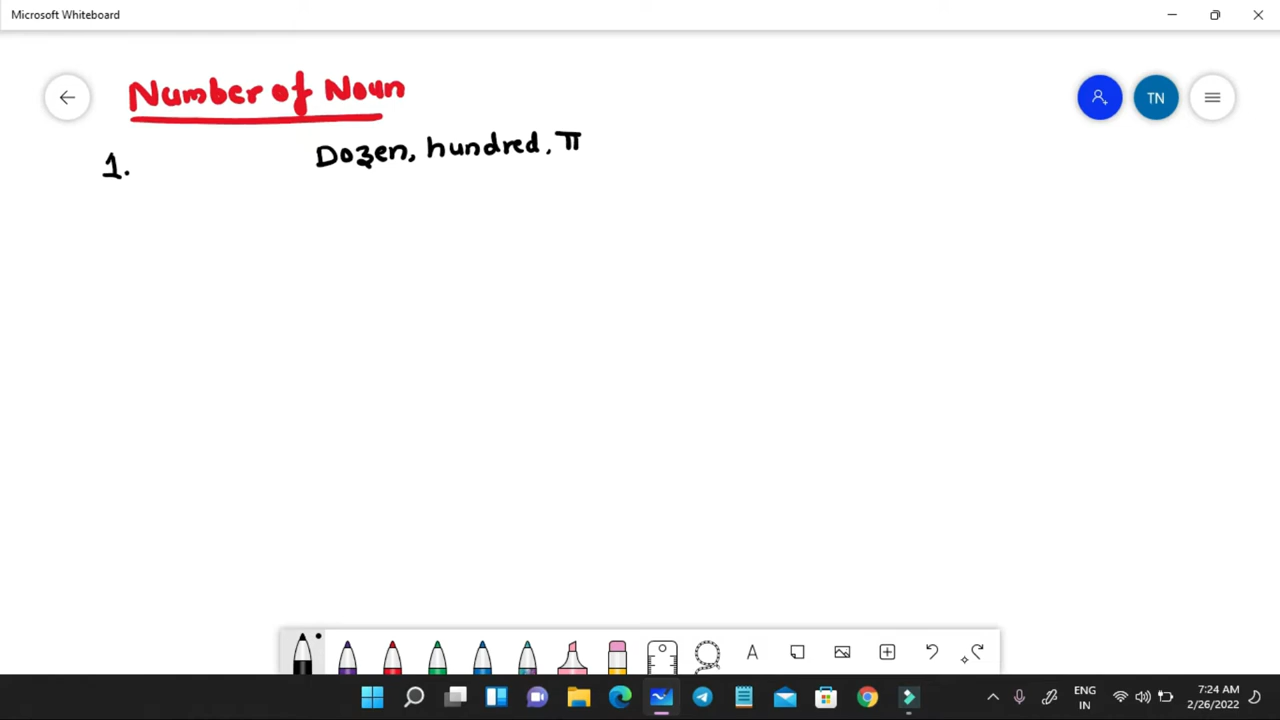 Microsoft Whiteboard
Number of Noun
TN
1. Dozen, hundred, π
A
ENG
IN
7:24 AM
2/26/2022